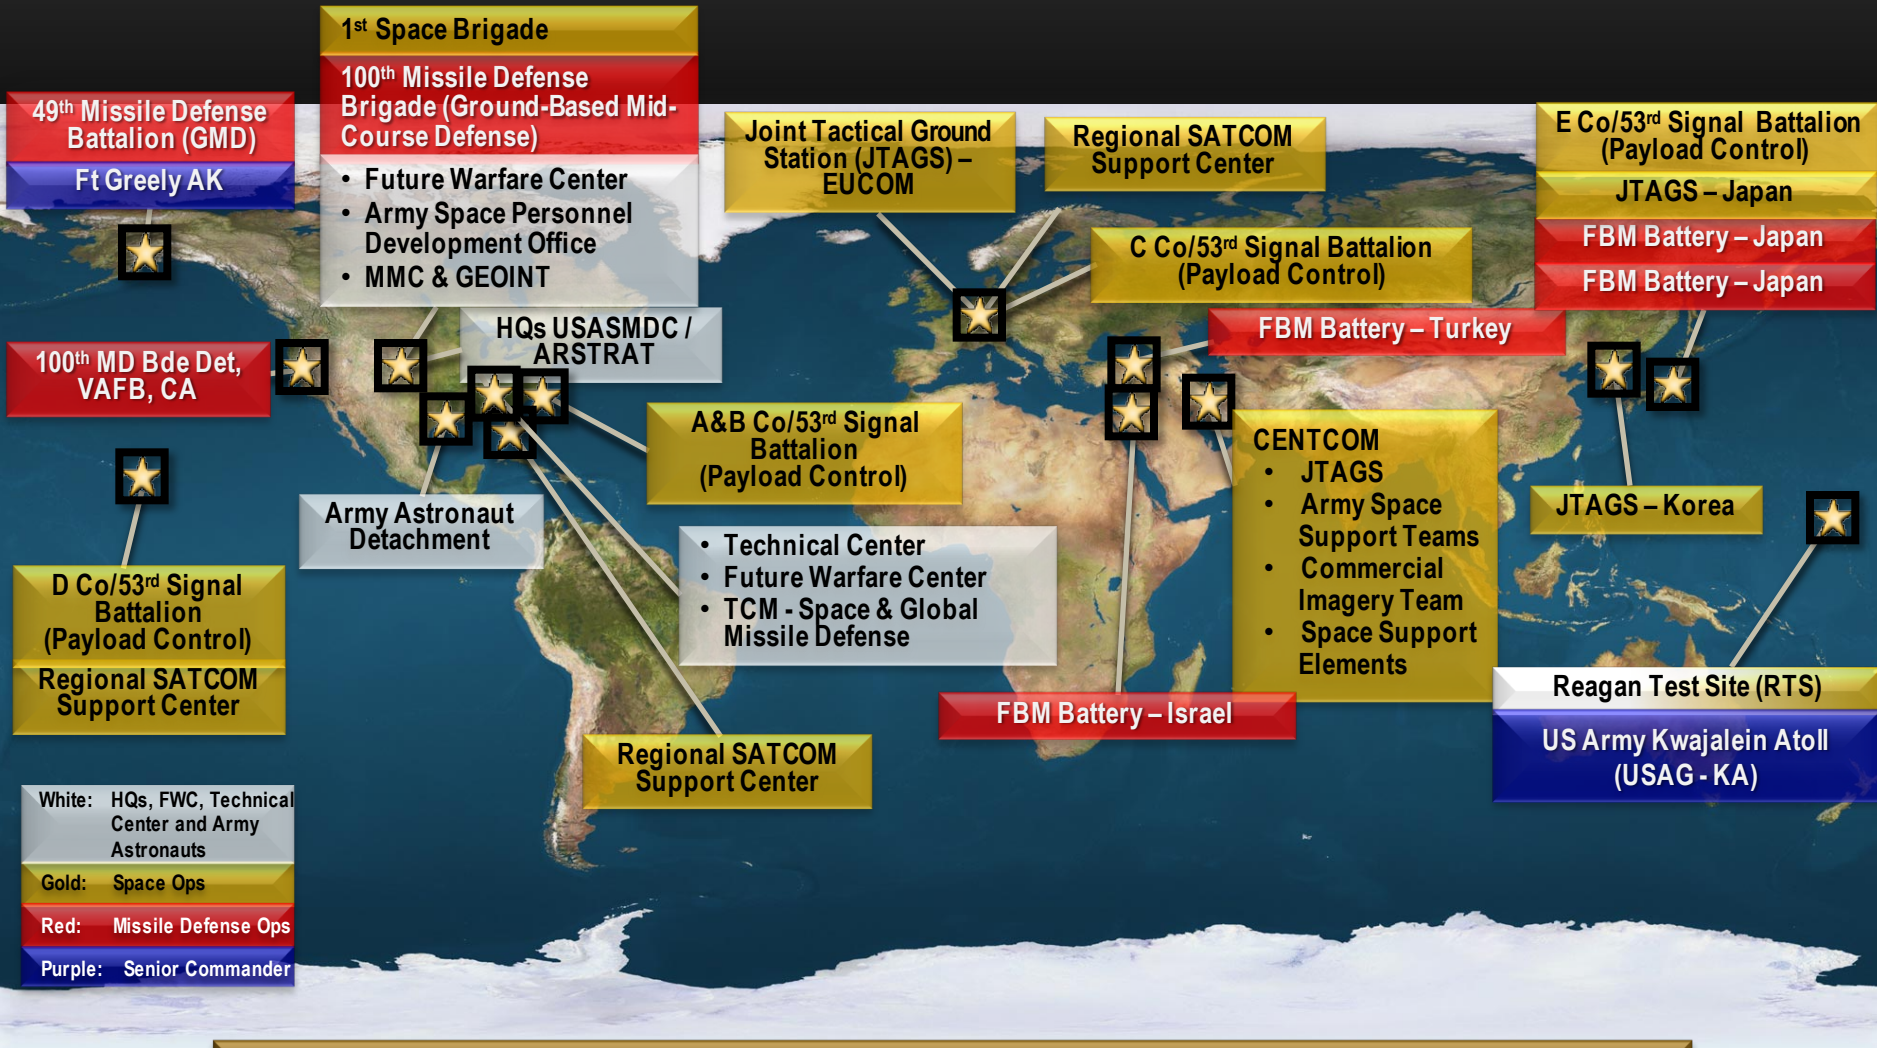 1st Space Brigade
100th Missile Defense
Brigade (Ground-Based Mid-
Course Defense)
• Future Warfare Center
• Army Space Personnel
Development Office
• MMC & GEOINT
49th Missile Defense
Battalion (GMD)
Ft Greely AK
Joint Tactical Ground
Station (JTAGS) –
EUCOM
Regional SATCOM
Support Center
E Co/53rd Signal Battalion
(Payload Control)
JTAGS – Japan
FBM Battery – Japan
FBM Battery – Japan
C Co/53rd Signal Battalion
(Payload Control)
HQs USASMDC /
ARSTRAT
FBM Battery – Turkey
100th MD Bde Det,
VAFB, CA
A&B Co/53rd Signal
Battalion
(Payload Control)
CENTCOM
• JTAGS
• Army Space
Support Teams
• Commercial
Imagery Team
• Space Support
Elements
Army Astronaut
Detachment
JTAGS – Korea
• Technical Center
• Future Warfare Center
• TCM - Space & Global
Missile Defense
D Co/53rd Signal
Battalion
(Payload Control)
Regional SATCOM
Support Center
FBM Battery – Israel
Reagan Test Site (RTS)
US Army Kwajalein Atoll
(USAG - KA)
Regional SATCOM
Support Center
White: HQs, FWC, Technical
Center and Army
Astronauts
Gold: Space Ops
Red: Missile Defense Ops
Purple: Senior Commander